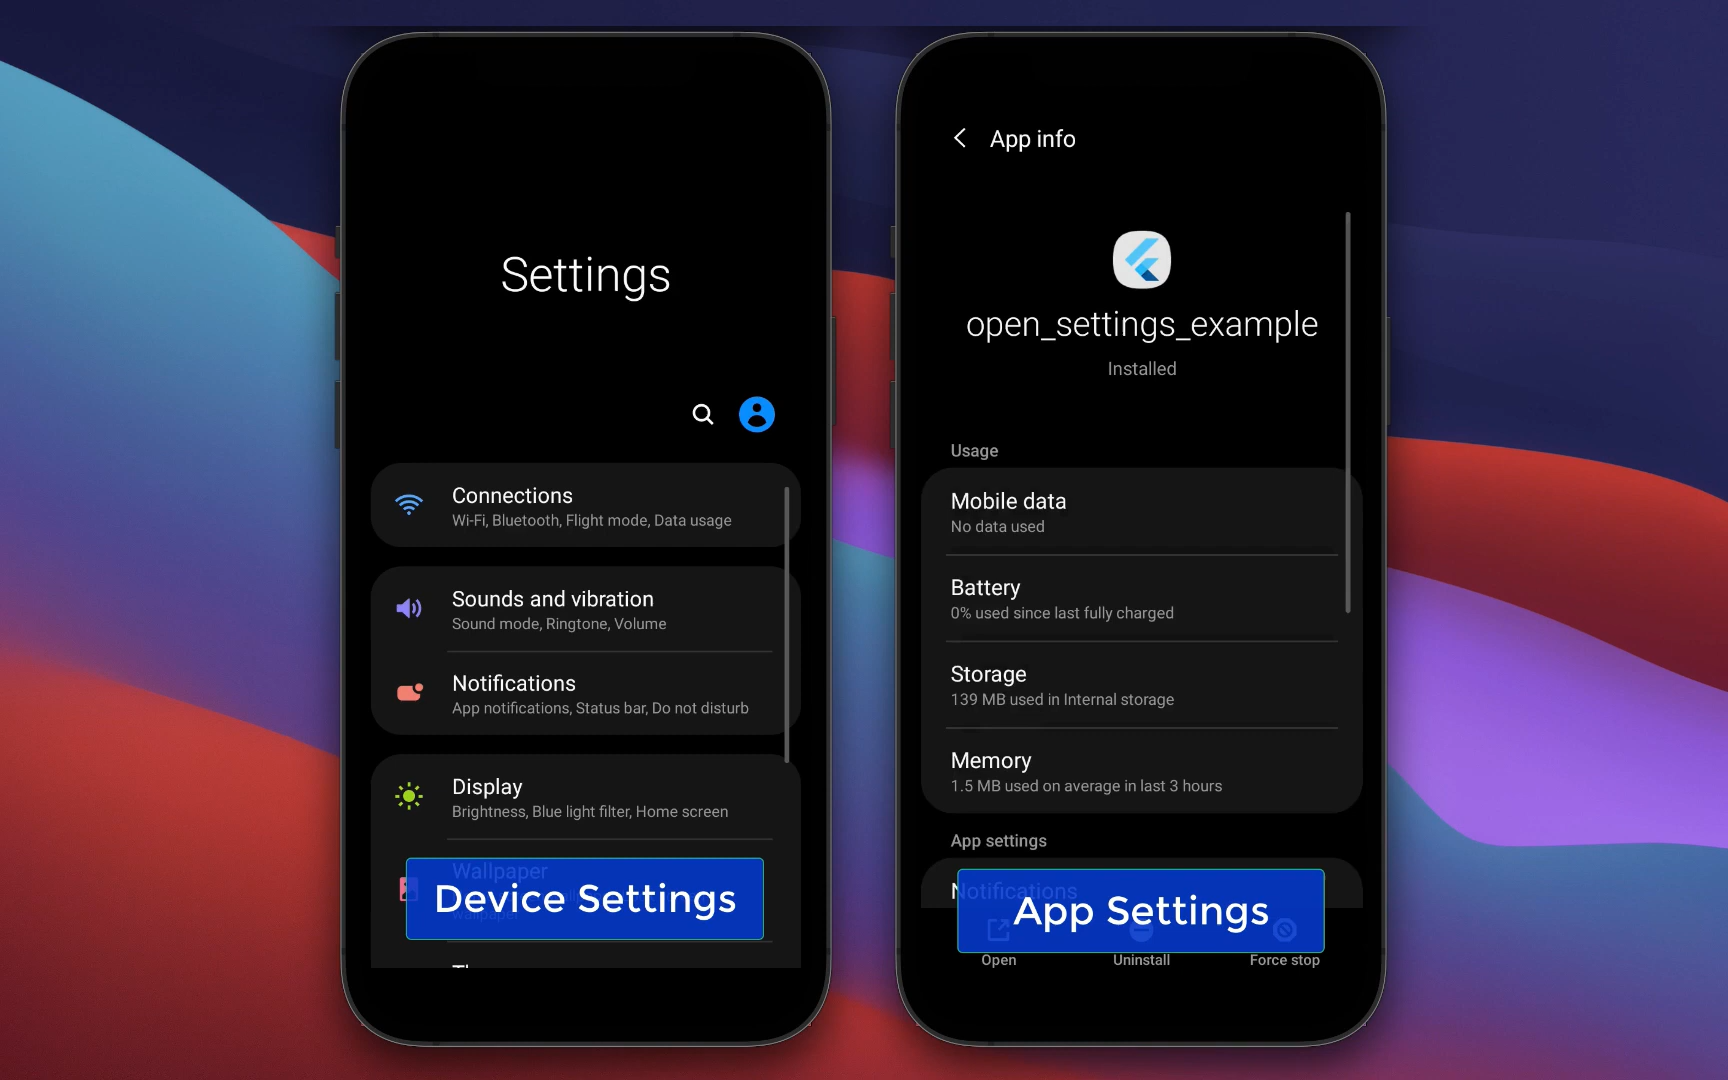 Settings
Connections
Wi-Fi, Bluetooth, Flight mode, Data usage
Sounds and vibration
Sound mode, Ringtone, Volume
Notifications
App notifications, Status bar, Do not disturb
Display
Brightness, Blue light filter, Home screen
Wallpaper
Device Settings
App info
open_settings_example
Installed
Usage
Mobile data
No data used
Battery
0% used since last fully charged
Storage
139 MB used in Internal storage
Memory
1.5 MB used on average in last 3 hours
App settings
Notifications
App Settings
Open
Uninstall
Force stop